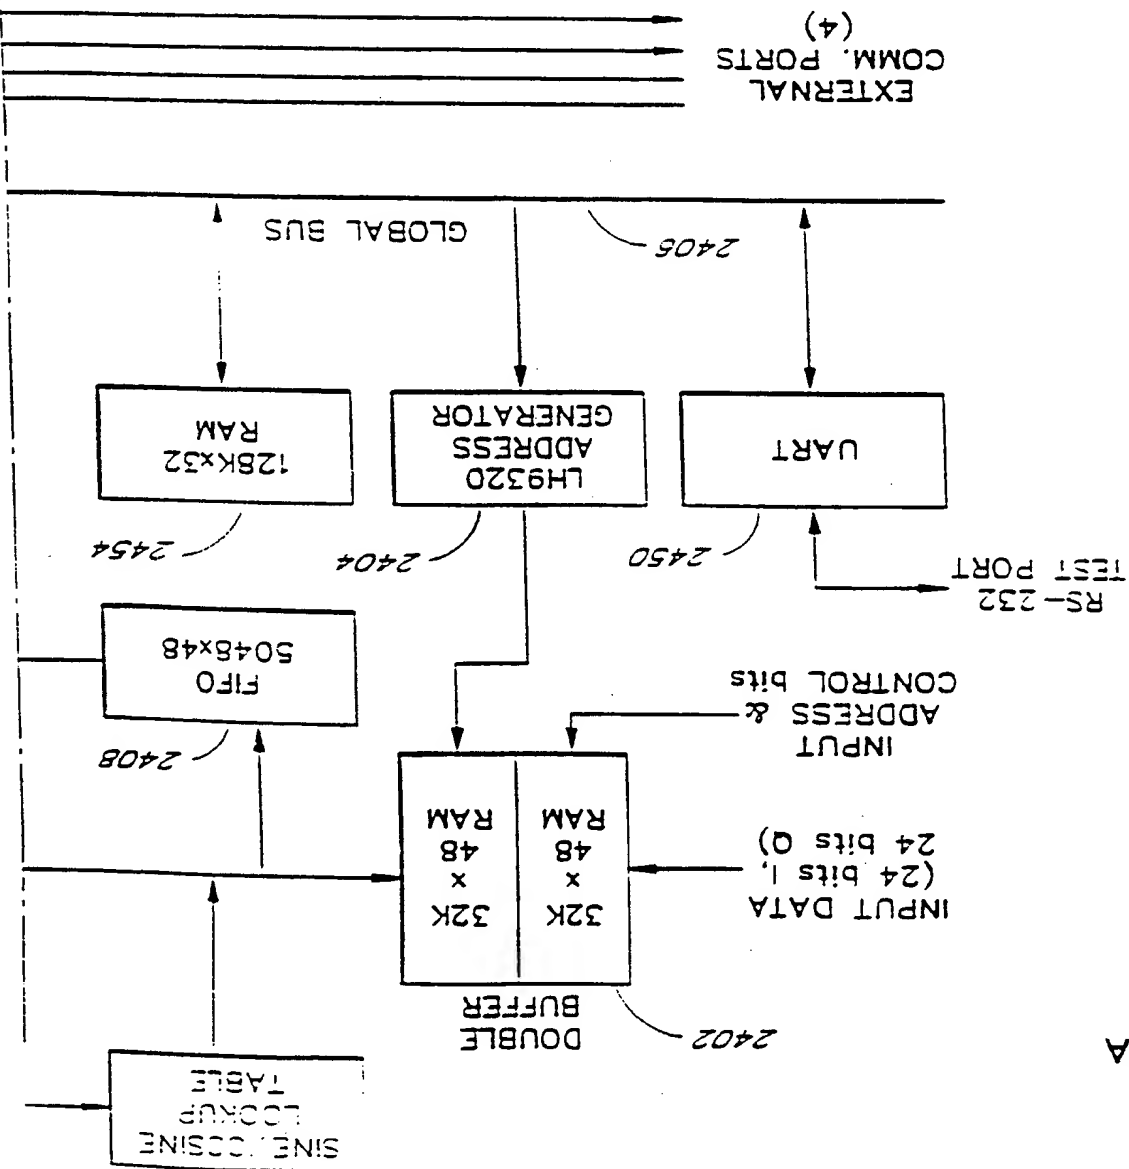 SINE/COSINE
LOOKUP
TABLE
A
2402
DOUBLE
BUFFER
INPUT DATA
(24 bits I,
24 bits Q)
32K
x
48
RAM
32K
x
48
RAM
INPUT
ADDRESS &
CONTROL bits
2408
FIFO
5048x48
RS-232
TEST PORT
2450
UART
2404
LH9320
ADDRESS
GENERATOR
2454
128Kx32
RAM
2405
GLOBAL BUS
EXTERNAL
COMM. PORTS
(4)